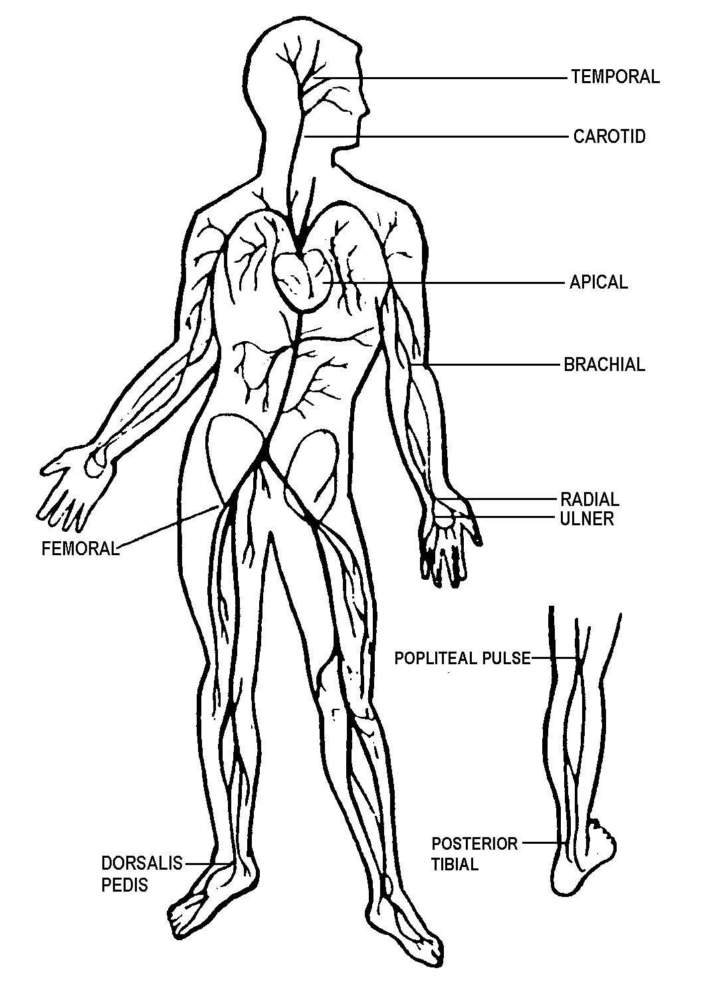 TEMPORAL
CAROTID
APICAL
BRACHIAL
RADIAL
ULNER
FEMORAL
POPLITEAL PULSE
POSTERIOR
TIBIAL
DORSALIS
PEDIS